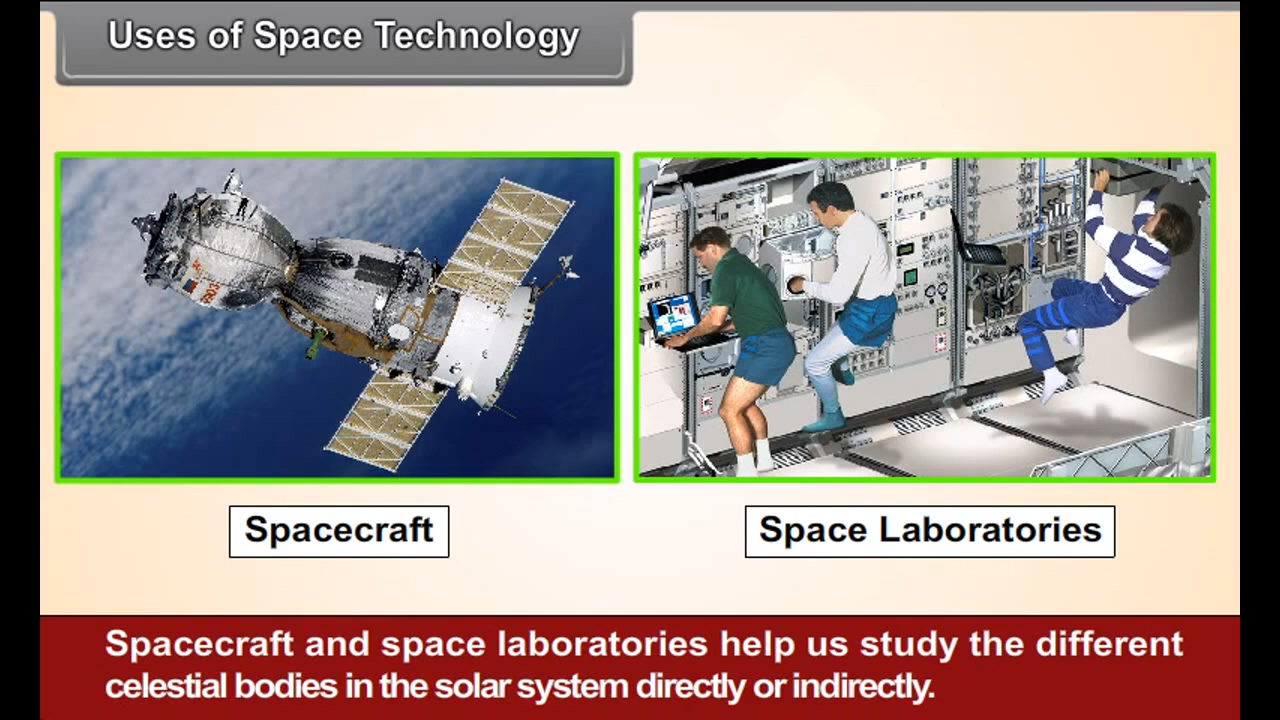 Uses of Space Technology
Spacecraft
Space Laboratories
Spacecraft and space laboratories help us study the different
celestial bodies in the solar system directly or indirectly.